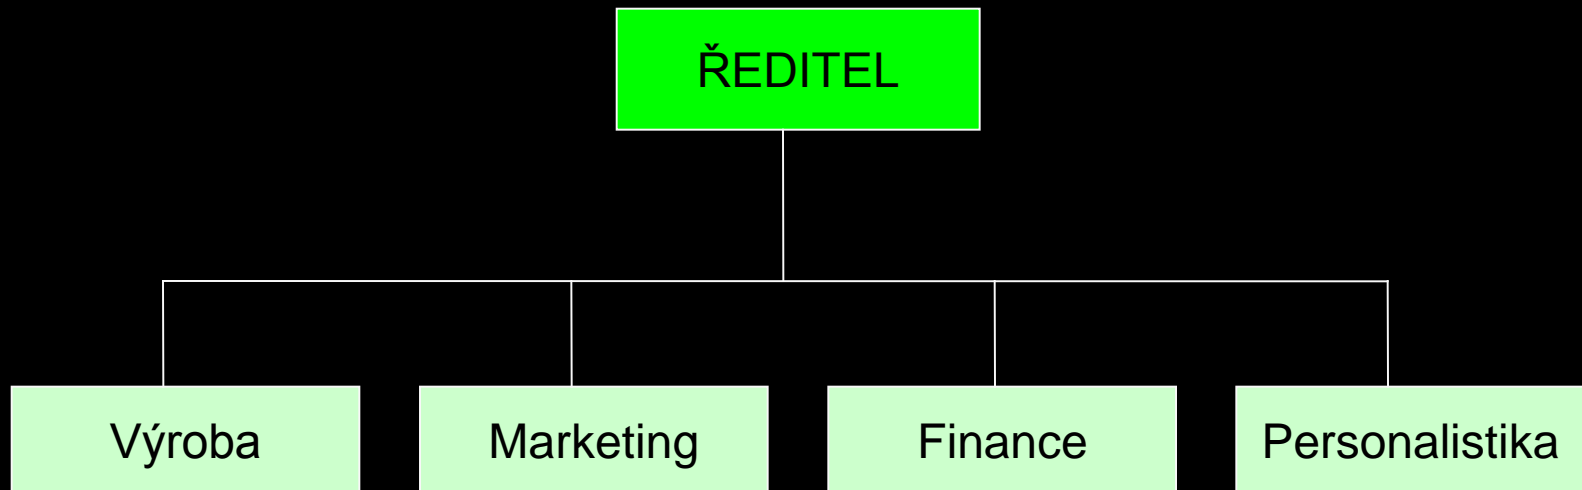 ŘEDITEL
Výroba
Marketing
Finance
Personalistika